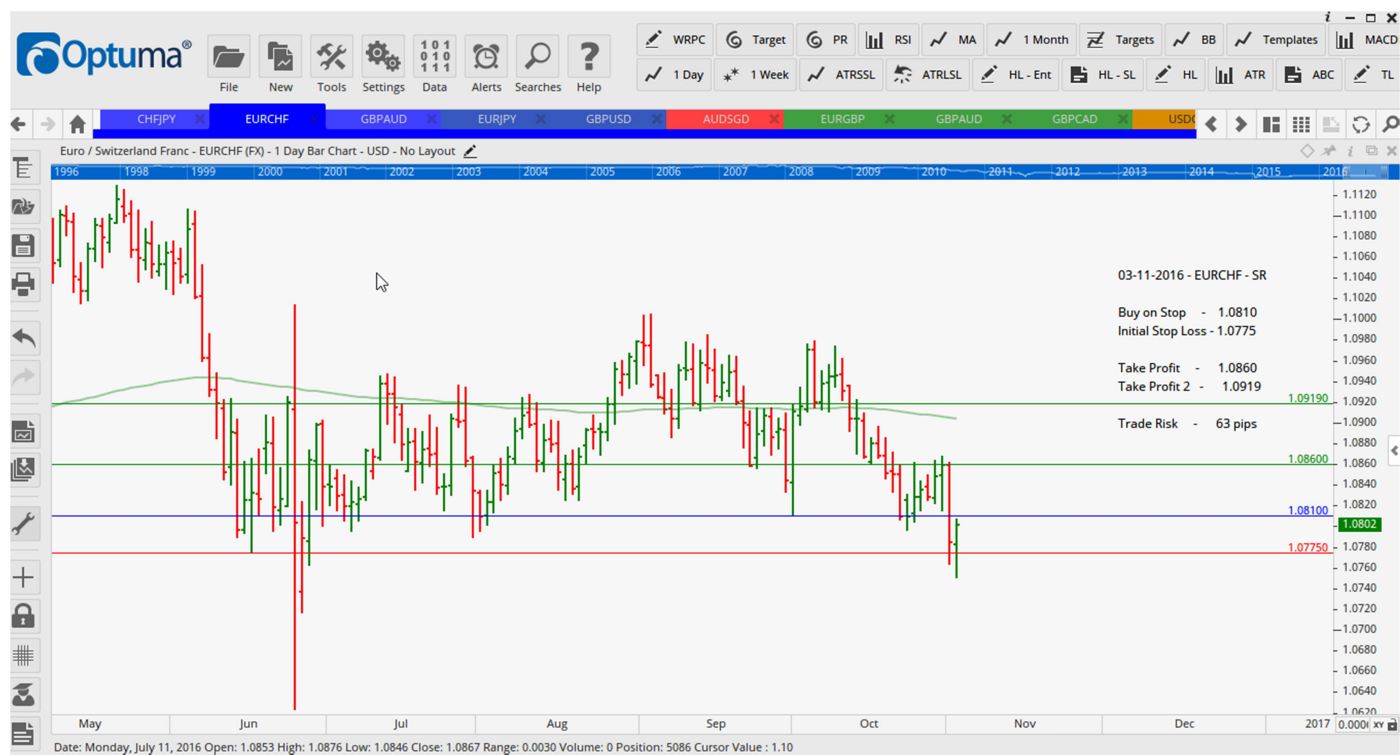 i
Optuma®
File
New
Tools
Settings
101
010
111
Data
Alerts
Searches
?
Help
WRPC
Target
PR
RSI
MA
1 Month
Targets
BB
Templates
MACD
1 Day
1 Week
ATRSSL
ATRLSL
HL - Ent
HL - SL
HL
ATR
ABC
TL
CHFJPY
EURCHF
GBPAUD
EURJPY
GBPUSD
AUDSGD
EURGBP
GBPAUD
GBPCAD
USDC
Euro / Switzerland Franc - EURCHF (FX) - 1 Day Bar Chart - USD - No Layout
i
1996 1998 1999 2000 2001 2002 2003 2004 2005 2006 2007 2008 2009 2010 2011 2012 2013 2014 2015 2016
1.1120
1.1100
1.1080
1.1060
1.1040
1.1020
1.1000
1.0980
1.0960
1.0940
1.0920
1.0900
1.0880
1.0860
1.0840
1.0820
1.0802
1.0780
1.0760
1.0740
1.0720
1.0700
1.0680
1.0660
1.0640
1.0620
03-11-2016 - EURCHF - SR
Buy on Stop - 1.0810
Initial Stop Loss - 1.0775
Take Profit - 1.0860
Take Profit 2 - 1.0919
Trade Risk - 63 pips
1.09190
1.08600
1.08100
1.07750
May Jun Jul Aug Sep Oct Nov Dec 2017
XY
Date: Monday, July 11, 2016 Open: 1.0853 High: 1.0876 Low: 1.0846 Close: 1.0867 Range: 0.0030 Volume: 0 Position: 5086 Cursor Value : 1.10